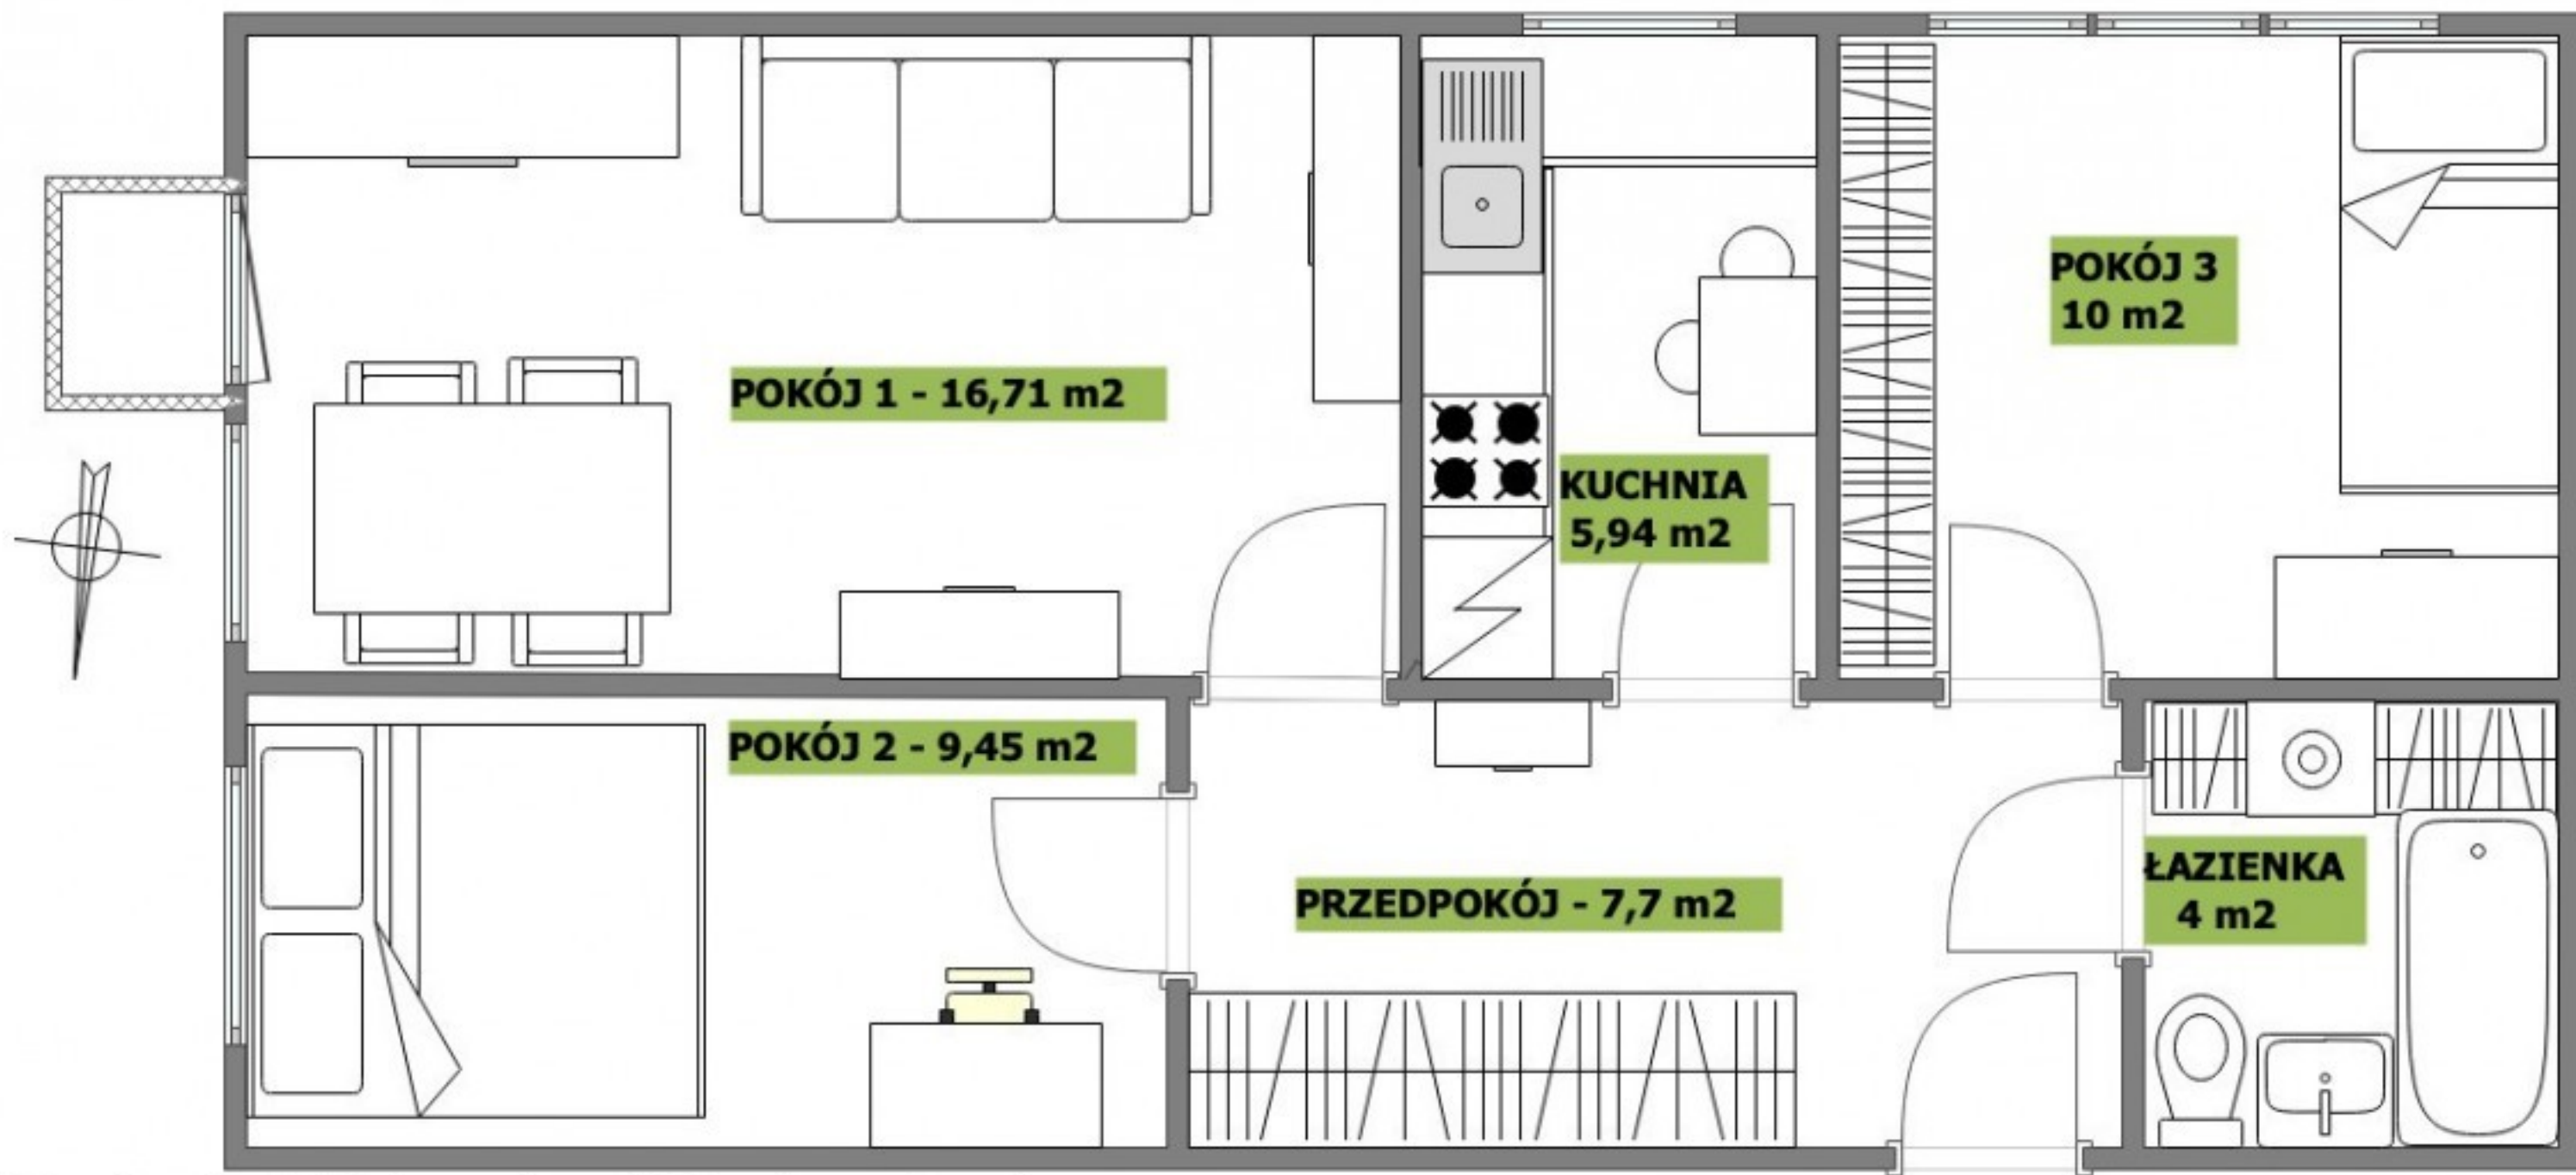 POKÓJ 1 - 16,71 m2
KUCHNIA
5,94 m2
POKÓJ 3
10 m2
POKÓJ 2 - 9,45 m2
PRZEDPOKÓJ - 7,7 m2
ŁAZIENKA
4 m2